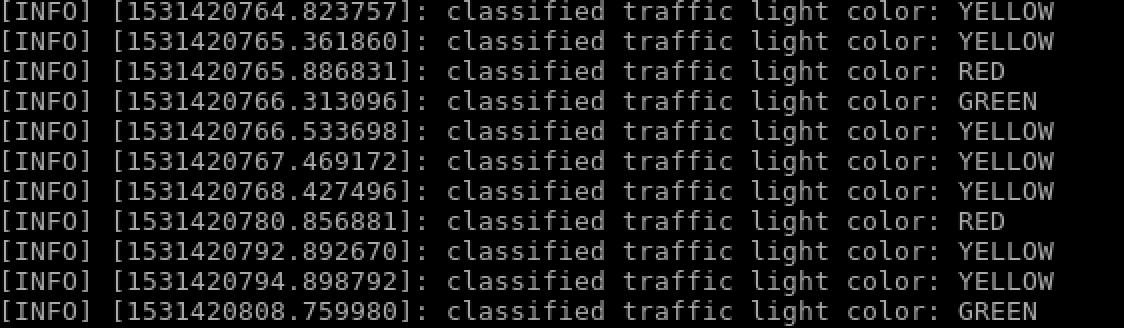 [INFO] [1531420764.823757]: classified traffic light color: YELLOW
[INFO] [1531420765.361860]: classified traffic light color: YELLOW
[INFO] [1531420765.886831]: classified traffic light color: RED
[INFO] [1531420766.313096]: classified traffic light color: GREEN
[INFO] [1531420766.533698]: classified traffic light color: YELLOW
[INFO] [1531420767.469172]: classified traffic light color: YELLOW
[INFO] [1531420768.427496]: classified traffic light color: YELLOW
[INFO] [1531420780.856881]: classified traffic light color: RED
[INFO] [1531420792.892670]: classified traffic light color: YELLOW
[INFO] [1531420794.898792]: classified traffic light color: YELLOW
[INFO] [1531420808.759980]: classified traffic light color: GREEN